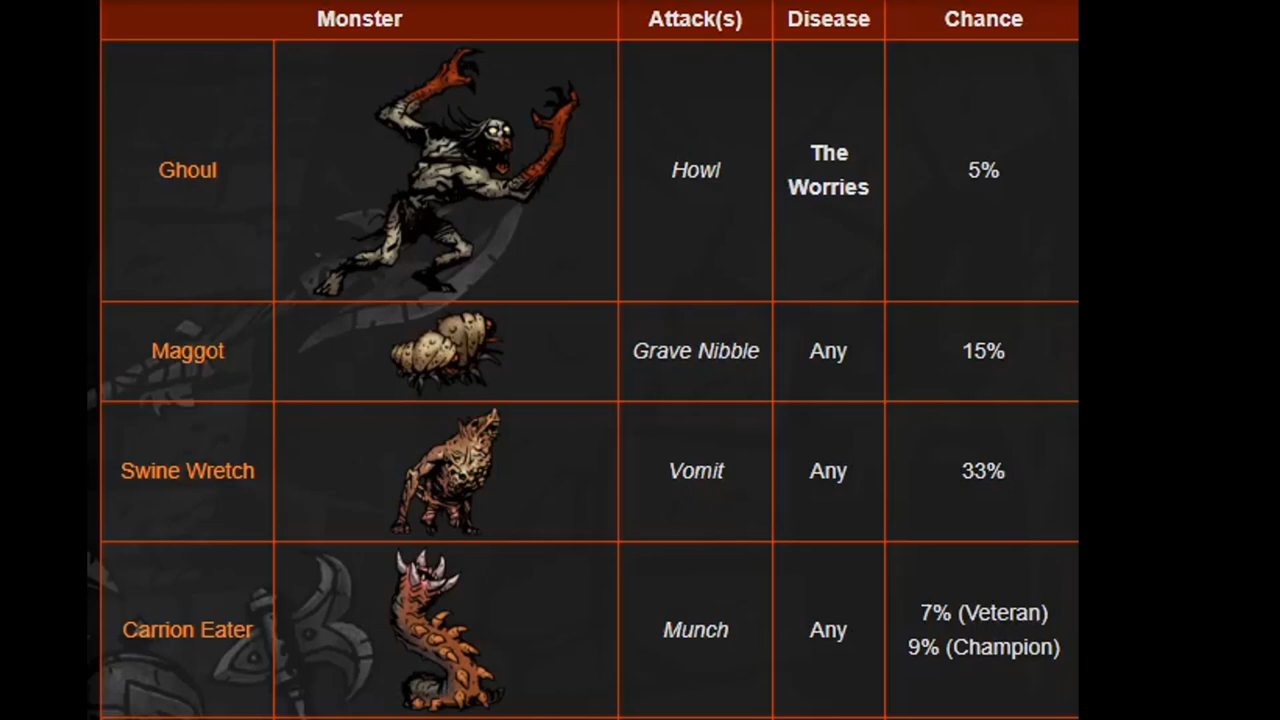 Monster Attack(s) Disease Chance
Ghoul Howl The Worries 5%
Maggot Grave Nibble Any 15%
Swine Wretch Vomit Any 33%
Carrion Eater Munch Any 7% (Veteran)
9% (Champion)